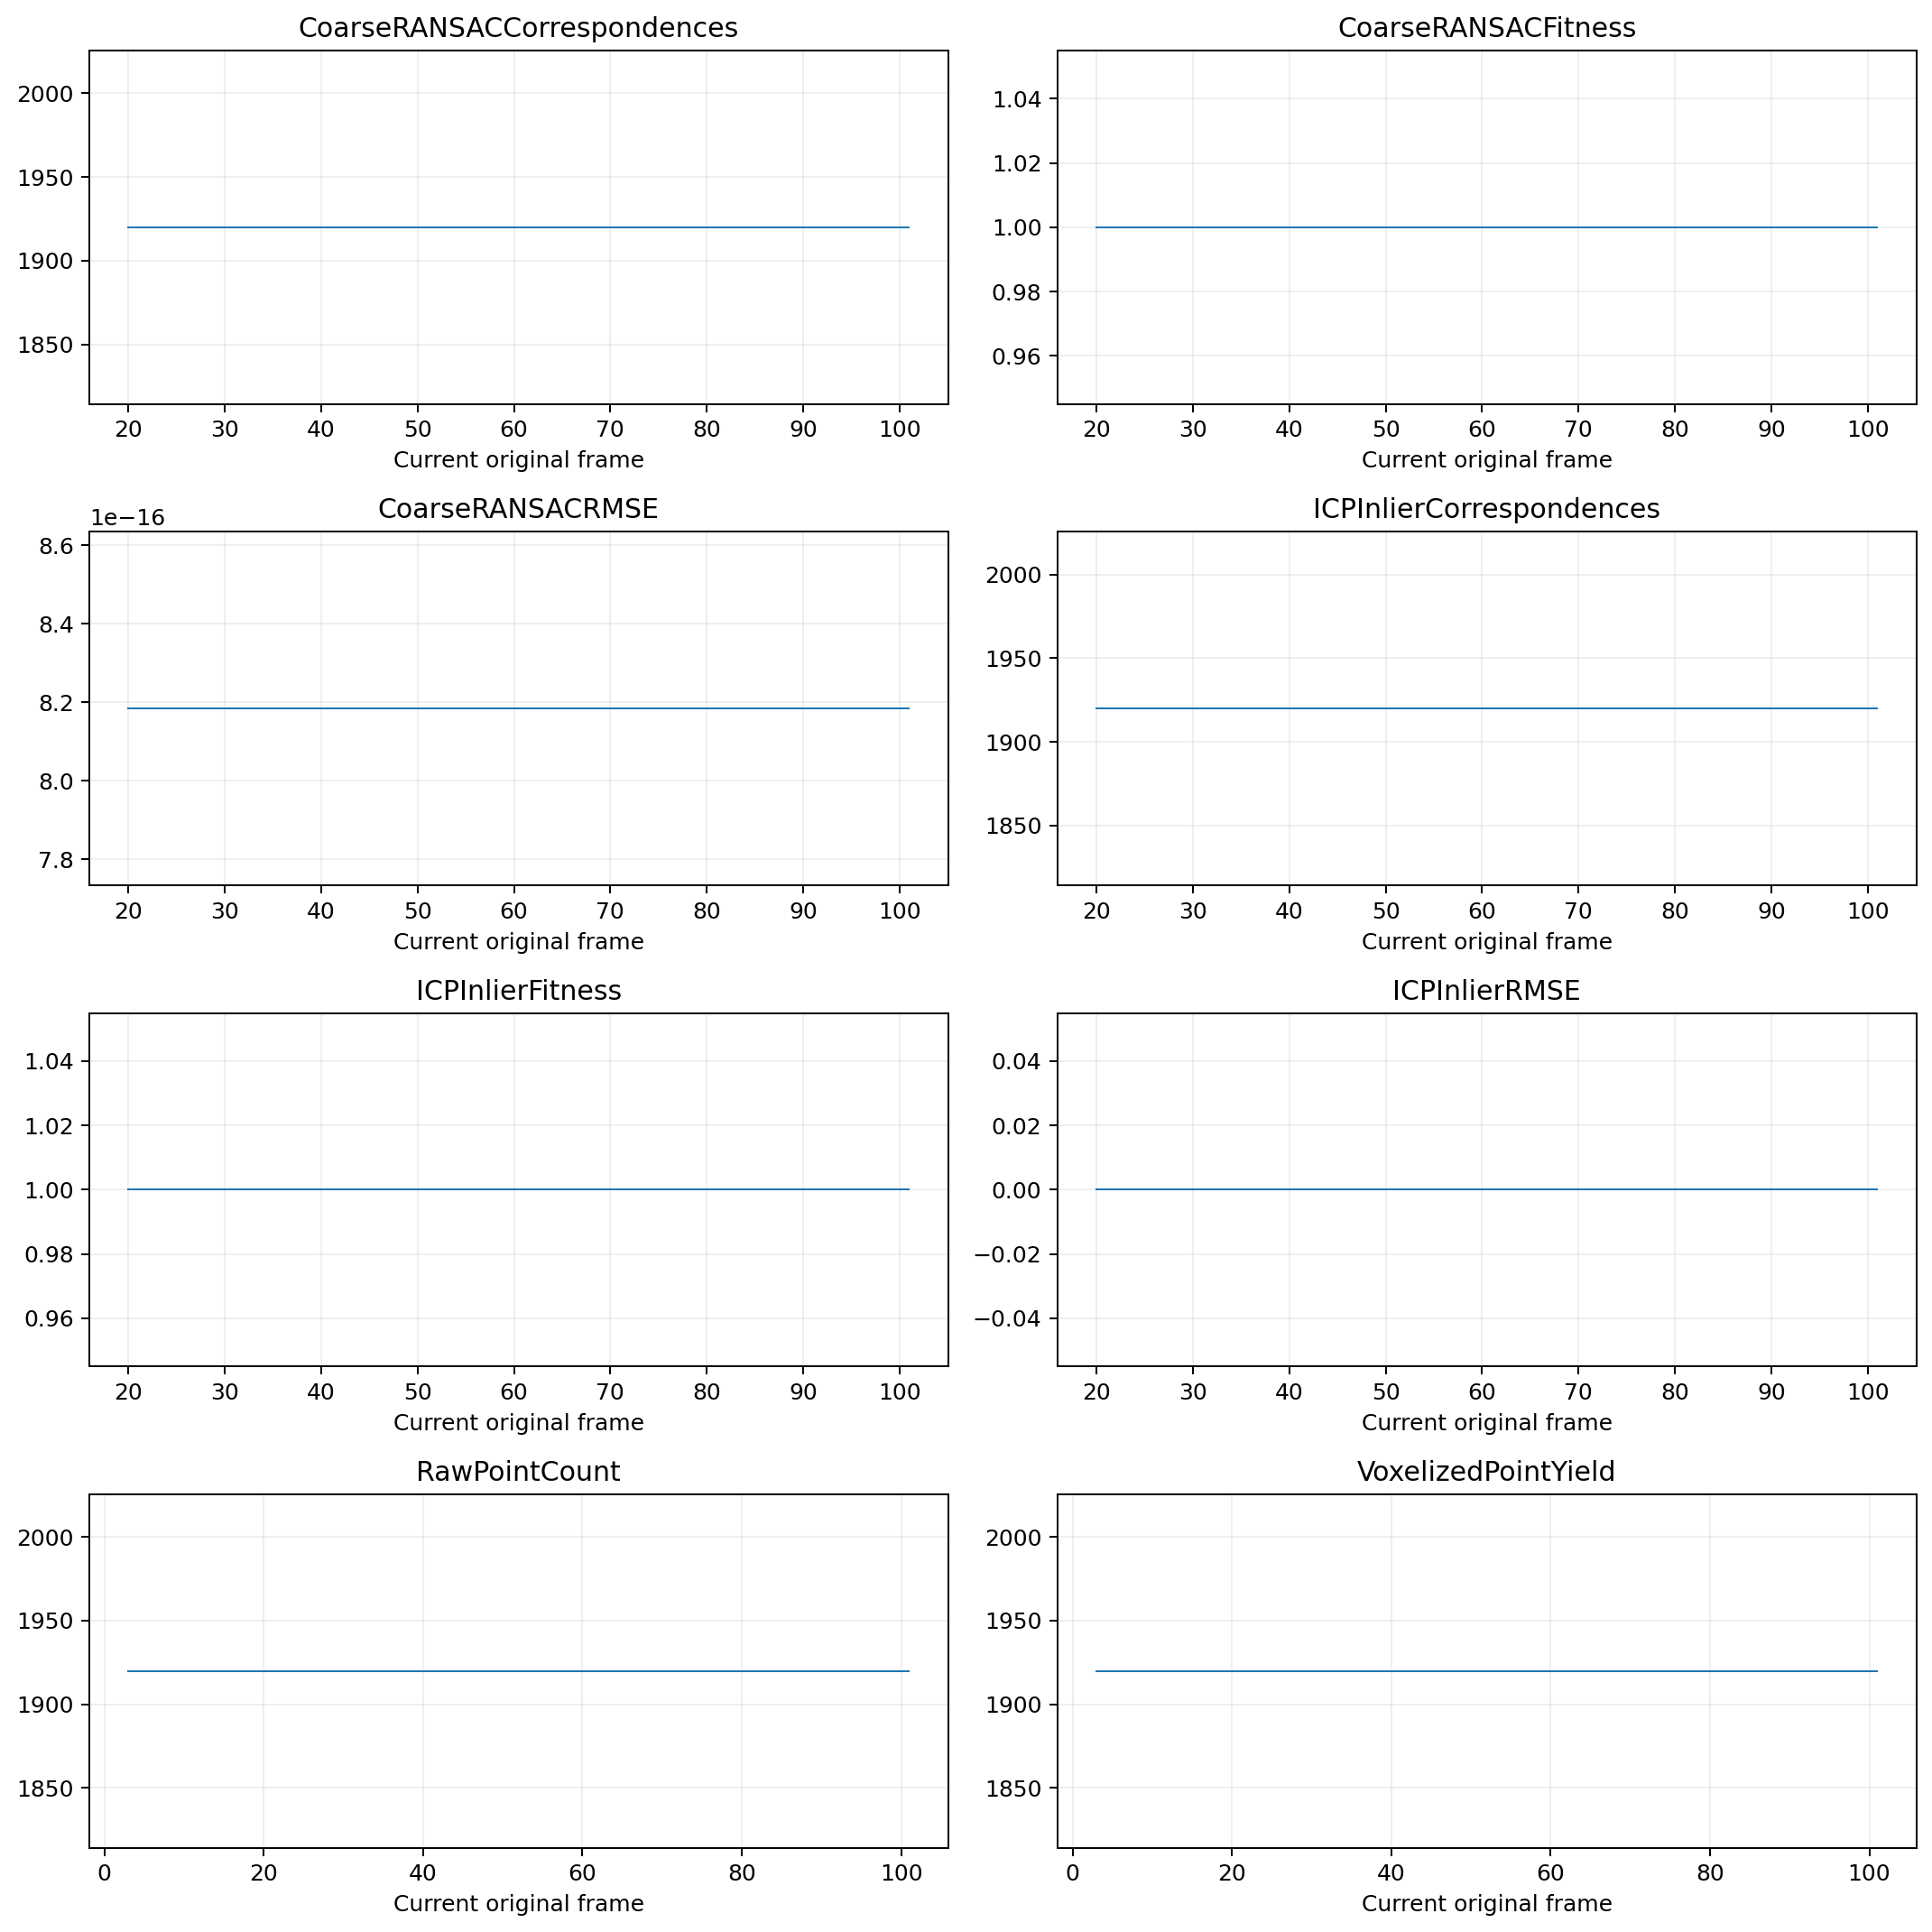 CoarseRANSACCorrespondences
2000
1950
1900
1850
20 30 40 50 60 70 80 90 100
Current original frame
CoarseRANSACFitness
1.04
1.02
1.00
0.98
0.96
20 30 40 50 60 70 80 90 100
Current original frame
CoarseRANSACRMSE
1e−16
8.6
8.4
8.2
8.0
7.8
20 30 40 50 60 70 80 90 100
Current original frame
ICPInlierCorrespondences
2000
1950
1900
1850
20 30 40 50 60 70 80 90 100
Current original frame
ICPInlierFitness
1.04
1.02
1.00
0.98
0.96
20 30 40 50 60 70 80 90 100
Current original frame
ICPInlierRMSE
0.04
0.02
0.00
−0.02
−0.04
20 30 40 50 60 70 80 90 100
Current original frame
RawPointCount
2000
1950
1900
1850
0 20 40 60 80 100
Current original frame
VoxelizedPointYield
2000
1950
1900
1850
0 20 40 60 80 100
Current original frame